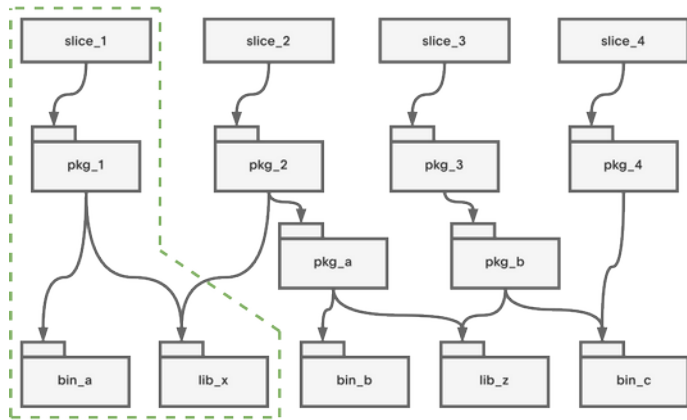 slice_1
slice_2
slice_3
slice_4
pkg_1
pkg_2
pkg_3
pkg_4
pkg_a
pkg_b
bin_a
lib_x
bin_b
lib_z
bin_c